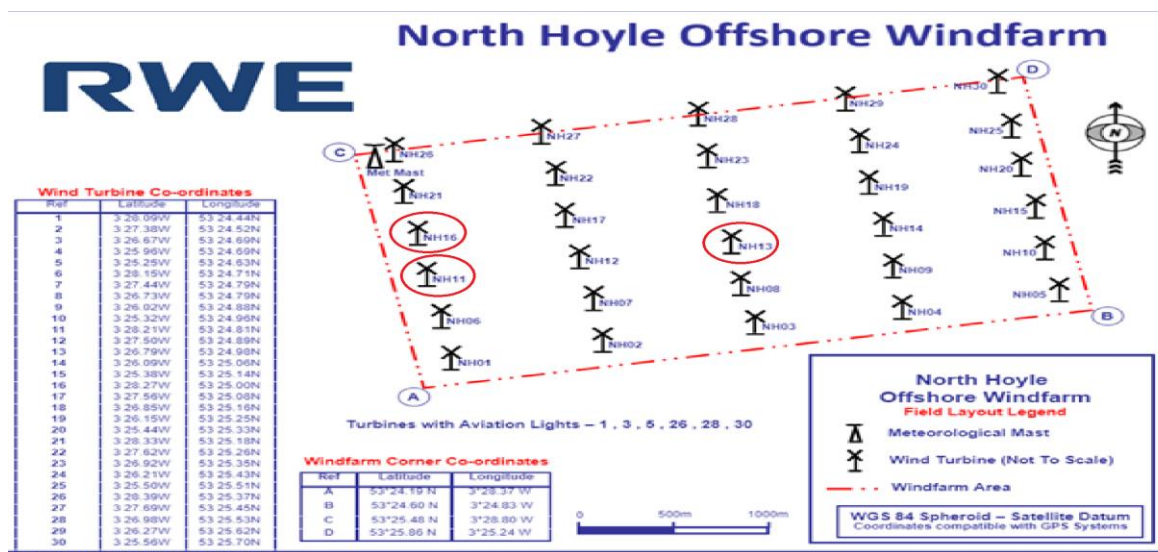 North Hoyle Offshore Windfarm
RWE
D
NH30
NH29
NH28
NH25
NH27
NH24
N
C
NH26
NH23
NH20
Met Mast
NH22
NH19
NH21
NH18
NH15
NH17
NH14
NH16
NH13
NH10
NH12
NH09
NH11
NH08
NH05
NH07
NH04
B
NH06
NH03
NH02
NH01
A
Wind Turbine Co-ordinates
Ref Latitude Longitude
1 3 28.09W 53 24.44N
2 3 27.38W 53 24.52N
3 3 26.67W 53 24.69N
4 3 25.96W 53 24.69N
5 3 25.25W 53 24.63N
6 3 28.15W 53 24.71N
7 3 27.44W 53 24.79N
8 3 26.73W 53 24.79N
9 3 26.02W 53 24.88N
10 3 25.32W 53 24.96N
11 3 28.21W 53 24.81N
12 3 27.50W 53 24.89N
13 3 26.79W 53 24.98N
14 3 26.09W 53 25.06N
15 3 25.38W 53 25.14N
16 3 28.27W 53 25.00N
17 3 27.56W 53 25.08N
18 3 26.85W 53 25.16N
19 3 26.15W 53 25.25N
20 3 25.44W 53 25.33N
21 3 28.33W 53 25.18N
22 3 27.62W 53 25.26N
23 3 26.92W 53 25.35N
24 3 26.21W 53 25.43N
25 3 25.50W 53 25.51N
26 3 28.39W 53 25.37N
27 3 27.69W 53 25.45N
28 3 26.98W 53 25.53N
29 3 26.27W 53 25.62N
30 3 25.56W 53 25.70N
Turbines with Aviation Lights – 1 , 3 , 5 , 26 , 28 , 30
Windfarm Corner Co-ordinates
Ref Latitude Longitude
A 53°24.19 N 3°28.37 W
B 53°24.60 N 3°24.83 W
C 53°25.48 N 3°28.80 W
D 53°25.86 N 3°25.24 W
0 500m 1000m
North Hoyle
Offshore Windfarm
Field Layout Legend
Meteorological Mast
Wind Turbine (Not To Scale)
Windfarm Area
WGS 84 Spheroid – Satellite Datum
Coordinates compatible with GPS Systems